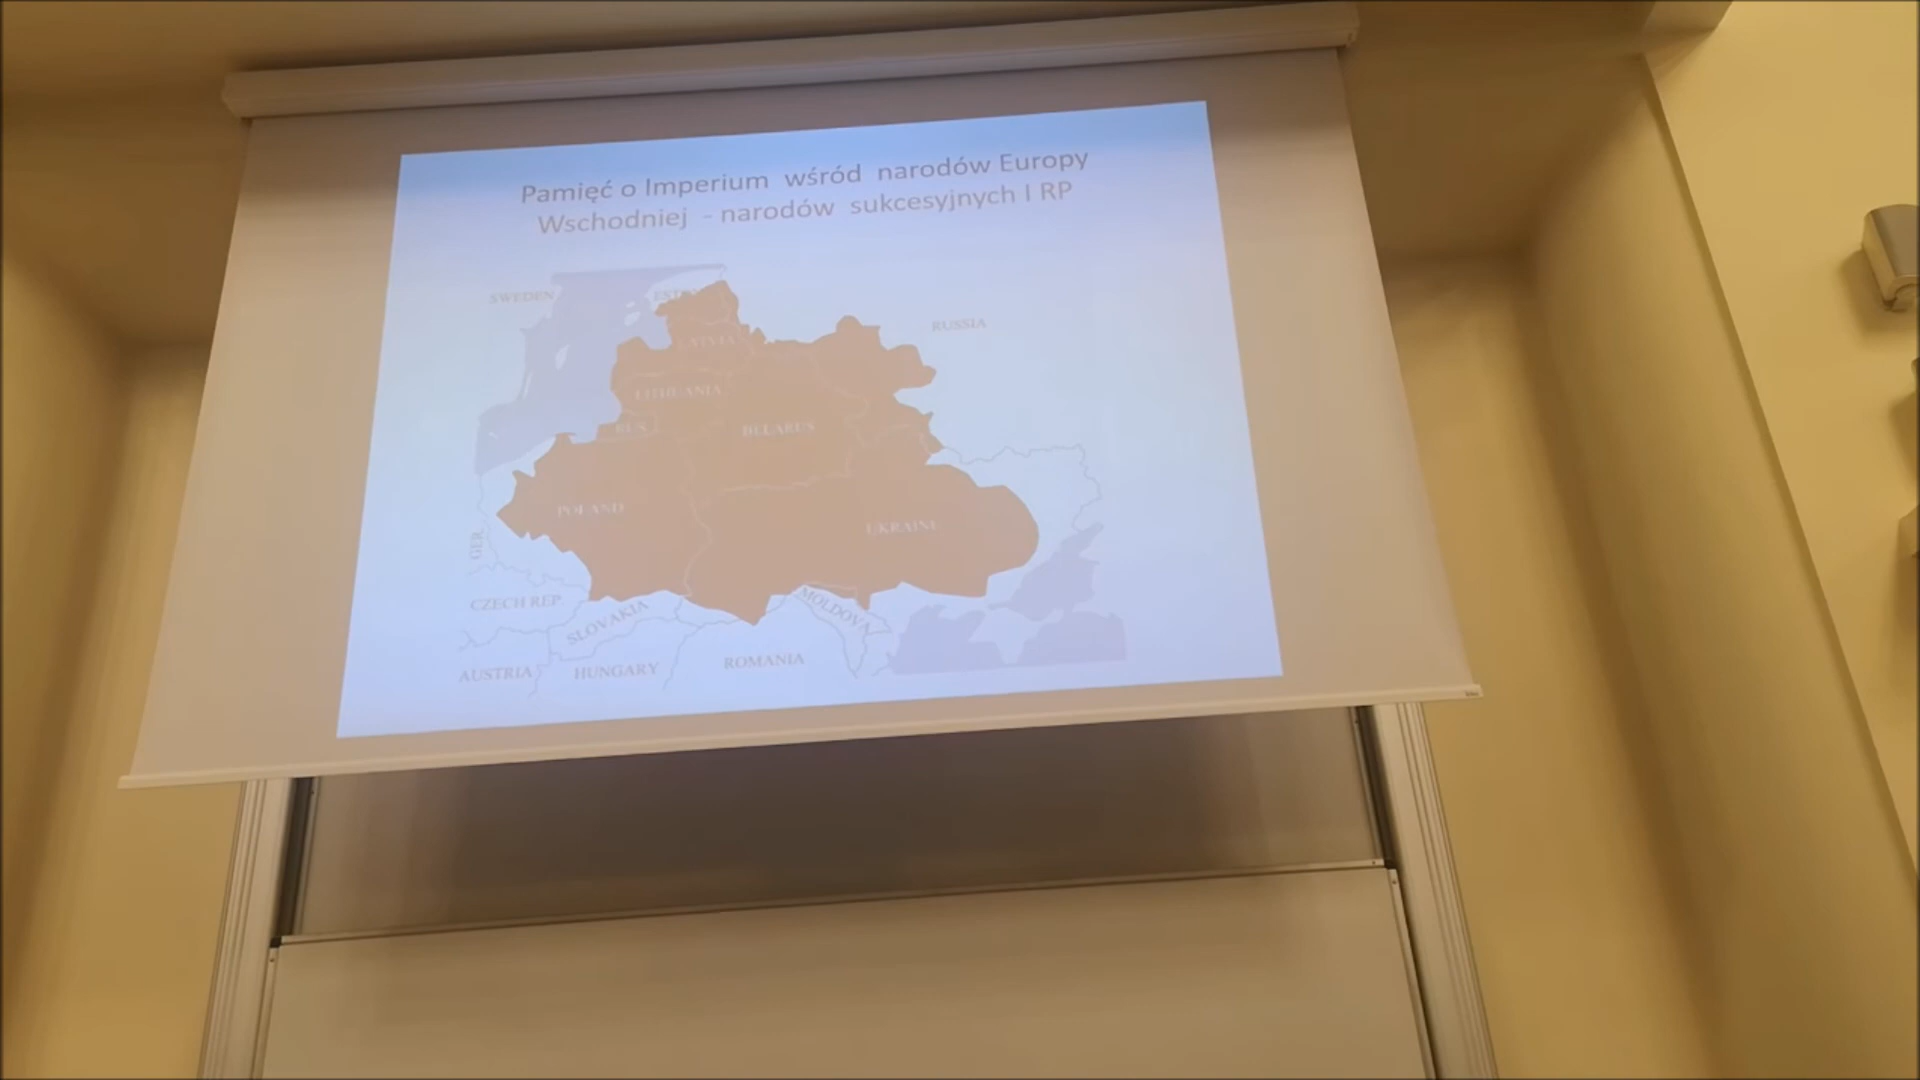 Pamięć o Imperium wśród narodów Europy
Wschodniej - narodów sukcesyjnych I RP
SWEDEN
RUSSIA
LATVIA
LITHUANIA
RUS.
BELARUS
POLAND
UKRAINE
GER.
CZECH REP.
SLOVAKIA
MOLDOVA
AUSTRIA
HUNGARY
ROMANIA